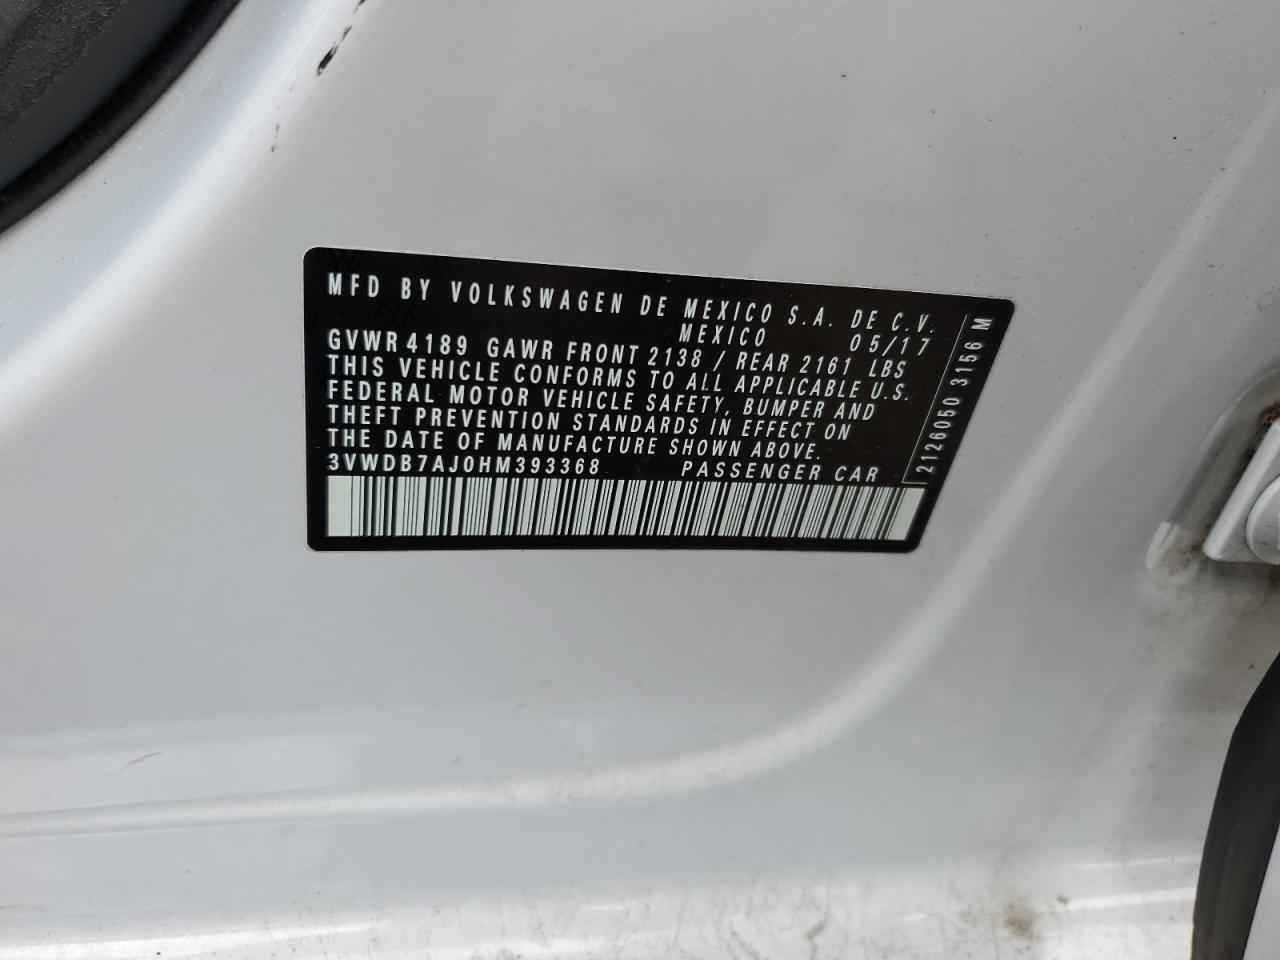 MFD BY VOLKSWAGEN DE MEXICO S.A. DE C.V.
MEXICO 05/17
GVWR 4189 GAWR FRONT 2138 / REAR 2161 LBS
THIS VEHICLE CONFORMS TO ALL APPLICABLE U.S.
FEDERAL MOTOR VEHICLE SAFETY, BUMPER AND
THEFT PREVENTION STANDARDS IN EFFECT ON
THE DATE OF MANUFACTURE SHOWN ABOVE.
3VWDB7AJ0HM393368 PASSENGER CAR
2126050 3156 M